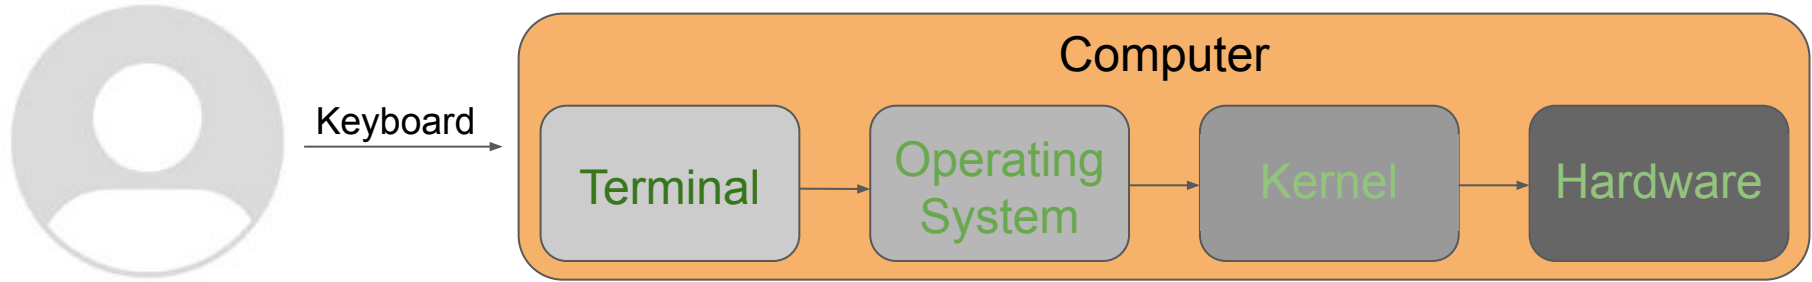 Computer
Keyboard
Terminal
Operating
System
Kernel
Hardware